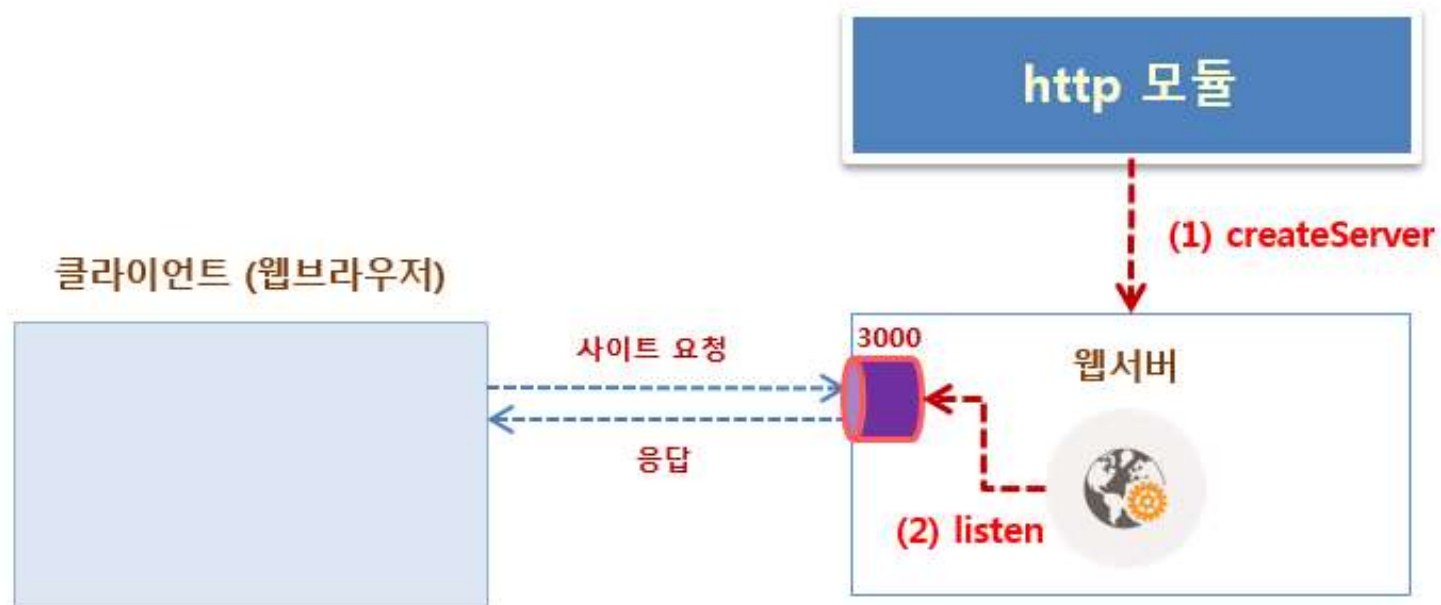 http 모듈
(1) createServer
클라이언트 (웹브라우저)
사이트 요청
3000
웹서버
응답
(2) listen